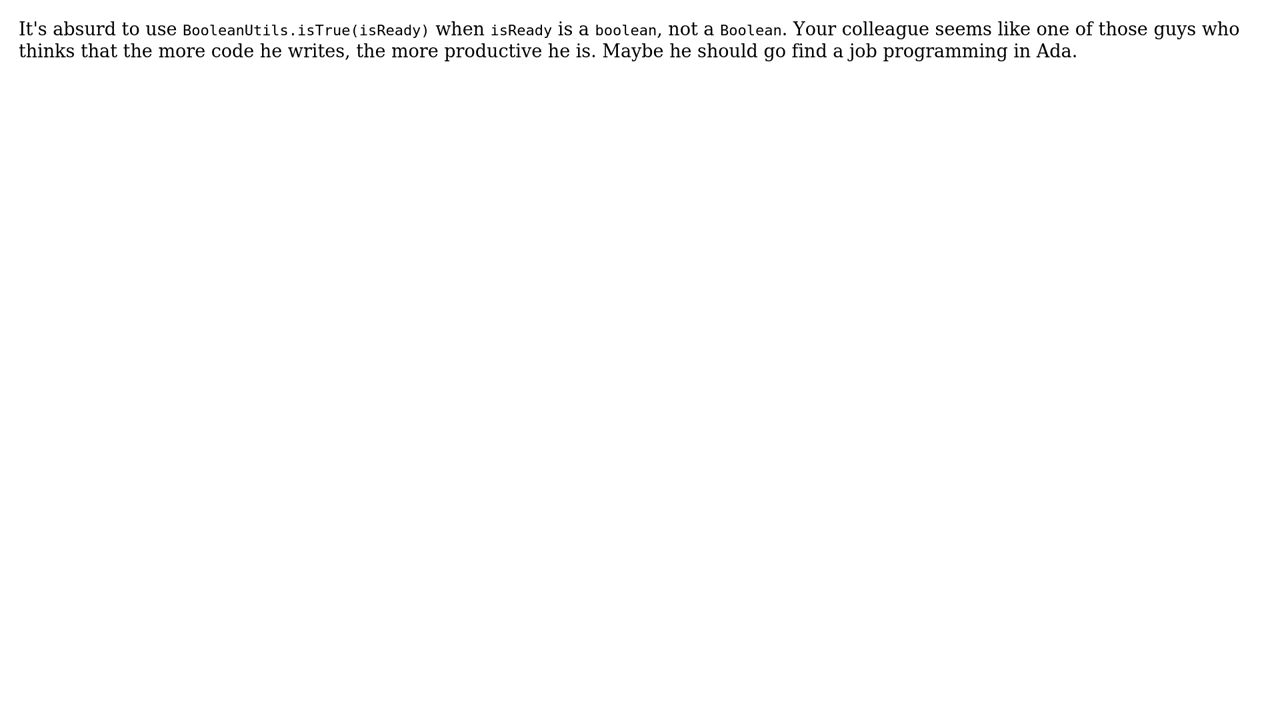 It's absurd to use BooleanUtils.isTrue(isReady) when isReady is a boolean, not a Boolean. Your colleague seems like one of those guys who
thinks that the more code he writes, the more productive he is. Maybe he should go find a job programming in Ada.